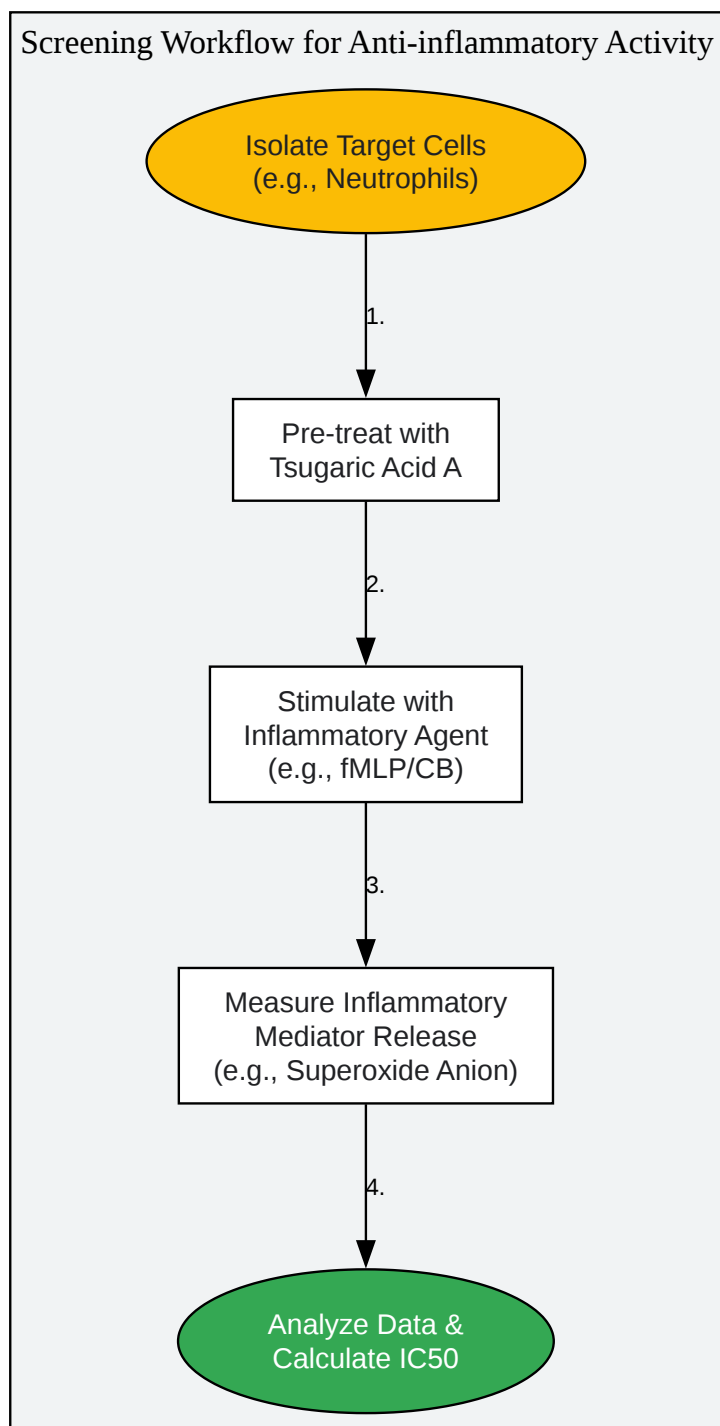 Screening Workflow for Anti-inflammatory Activity
Isolate Target Cells
(e.g., Neutrophils)
1.
Pre-treat with
Tsugaric Acid A
2.
Stimulate with
Inflammatory Agent
(e.g., fMLP/CB)
3.
Measure Inflammatory
Mediator Release
(e.g., Superoxide Anion)
4.
Analyze Data &
Calculate IC50